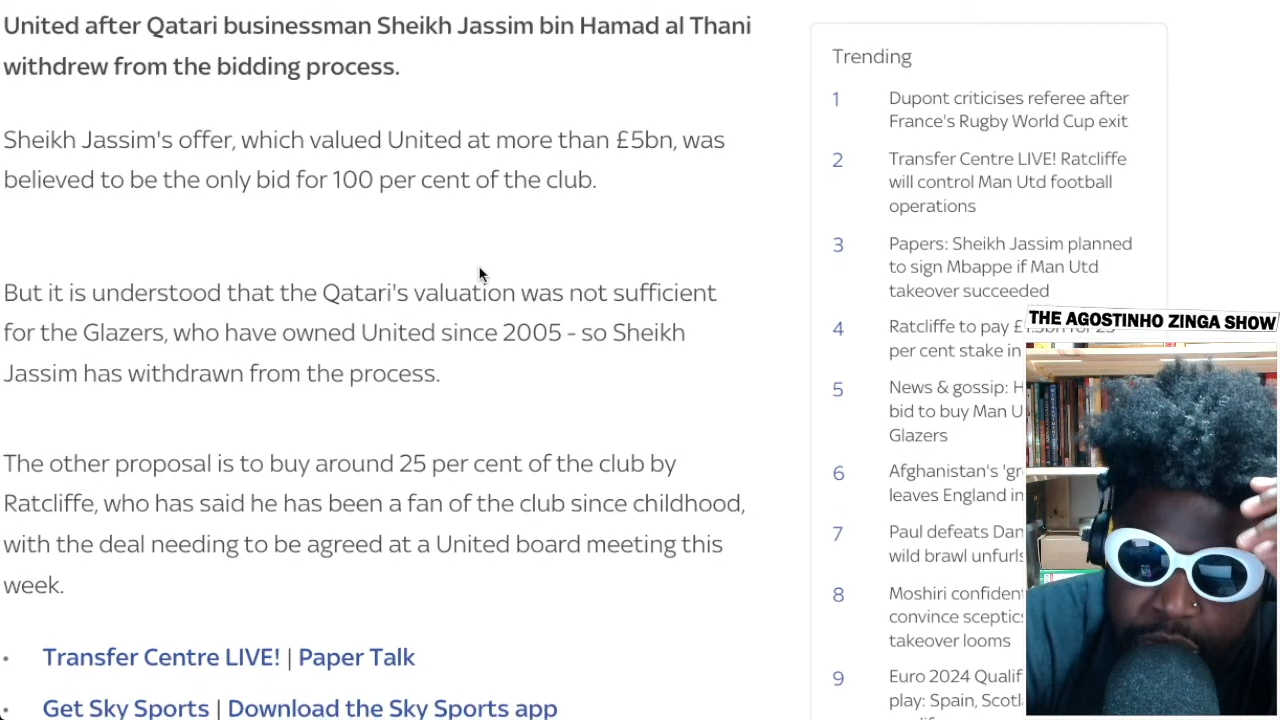 United after Qatari businessman Sheikh Jassim bin Hamad al Thani
withdrew from the bidding process.
Sheikh Jassim's offer, which valued United at more than £5bn, was
believed to be the only bid for 100 per cent of the club.
But it is understood that the Qatari's valuation was not sufficient
for the Glazers, who have owned United since 2005 - so Sheikh
Jassim has withdrawn from the process.
The other proposal is to buy around 25 per cent of the club by
Ratcliffe, who has said he has been a fan of the club since childhood,
with the deal needing to be agreed at a United board meeting this
week.
• Transfer Centre LIVE! | Paper Talk
• Get Sky Sports | Download the Sky Sports app
Trending
1 Dupont criticises referee after
France's Rugby World Cup exit
2 Transfer Centre LIVE! Ratcliffe
will control Man Utd football
operations
3 Papers: Sheikh Jassim planned
to sign Mbappe if Man Utd
takeover succeeded
4 Ratcliffe to pay
per cent stake in
5 News & gossip:
bid to buy Man
Glazers
6 Afghanistan's
leaves England
7 Paul defeats
wild brawl
8 Moshiri confident
convince
takeover looms
9 Euro 2024
play: Spain,
THE AGOSTINHO ZINGA SHOW